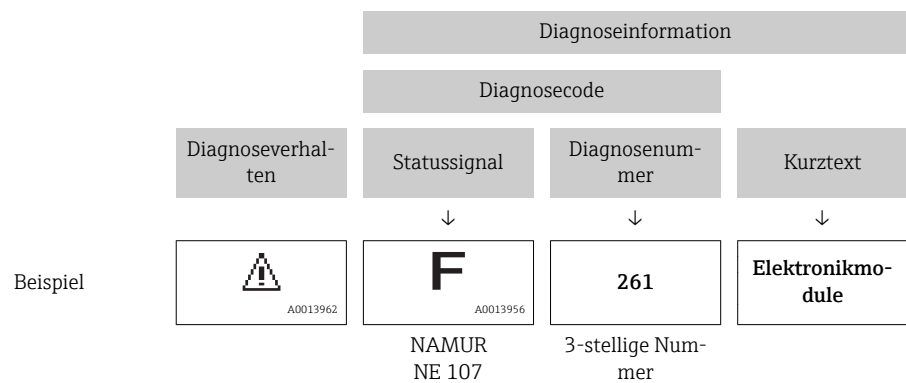 Diagnoseinformation
Diagnosecode
Diagnoseverhal-
ten
Statussignal
Diagnosenum-
mer
Kurztext
↓ ↓ ↓
Beispiel
A0013962
F
A0013956
261
Elektronikmo-
dule
NAMUR
NE 107
3-stellige Num-
mer